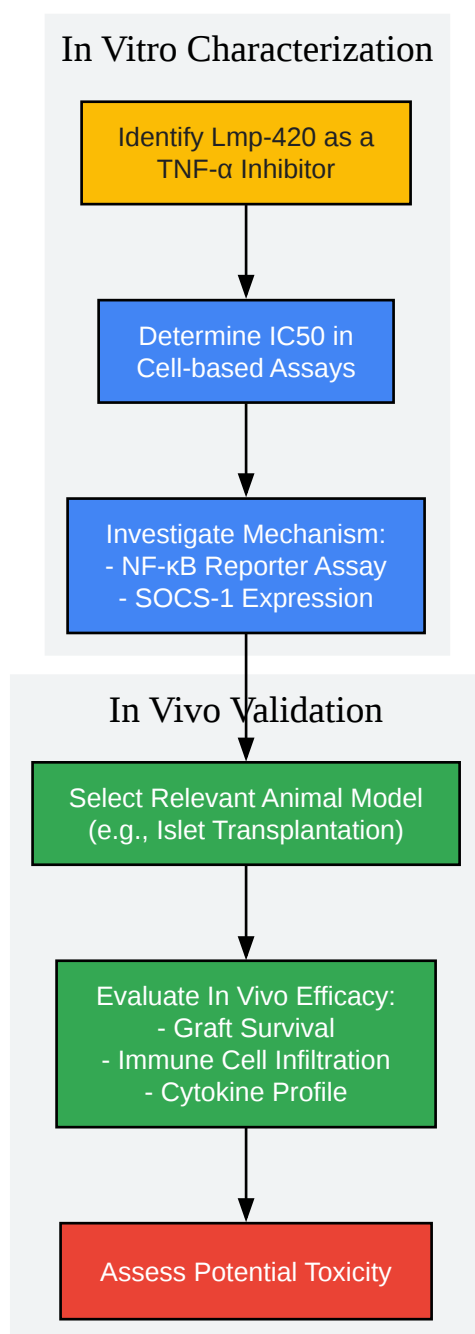 In Vitro Characterization
Identify Lmp-420 as a
TNF-α Inhibitor
Determine IC50 in
Cell-based Assays
Investigate Mechanism:
- NF-κB Reporter Assay
- SOCS-1 Expression
In Vivo Validation
Select Relevant Animal Model
(e.g., Islet Transplantation)
Evaluate In Vivo Efficacy:
- Graft Survival
- Immune Cell Infiltration
- Cytokine Profile
Assess Potential Toxicity